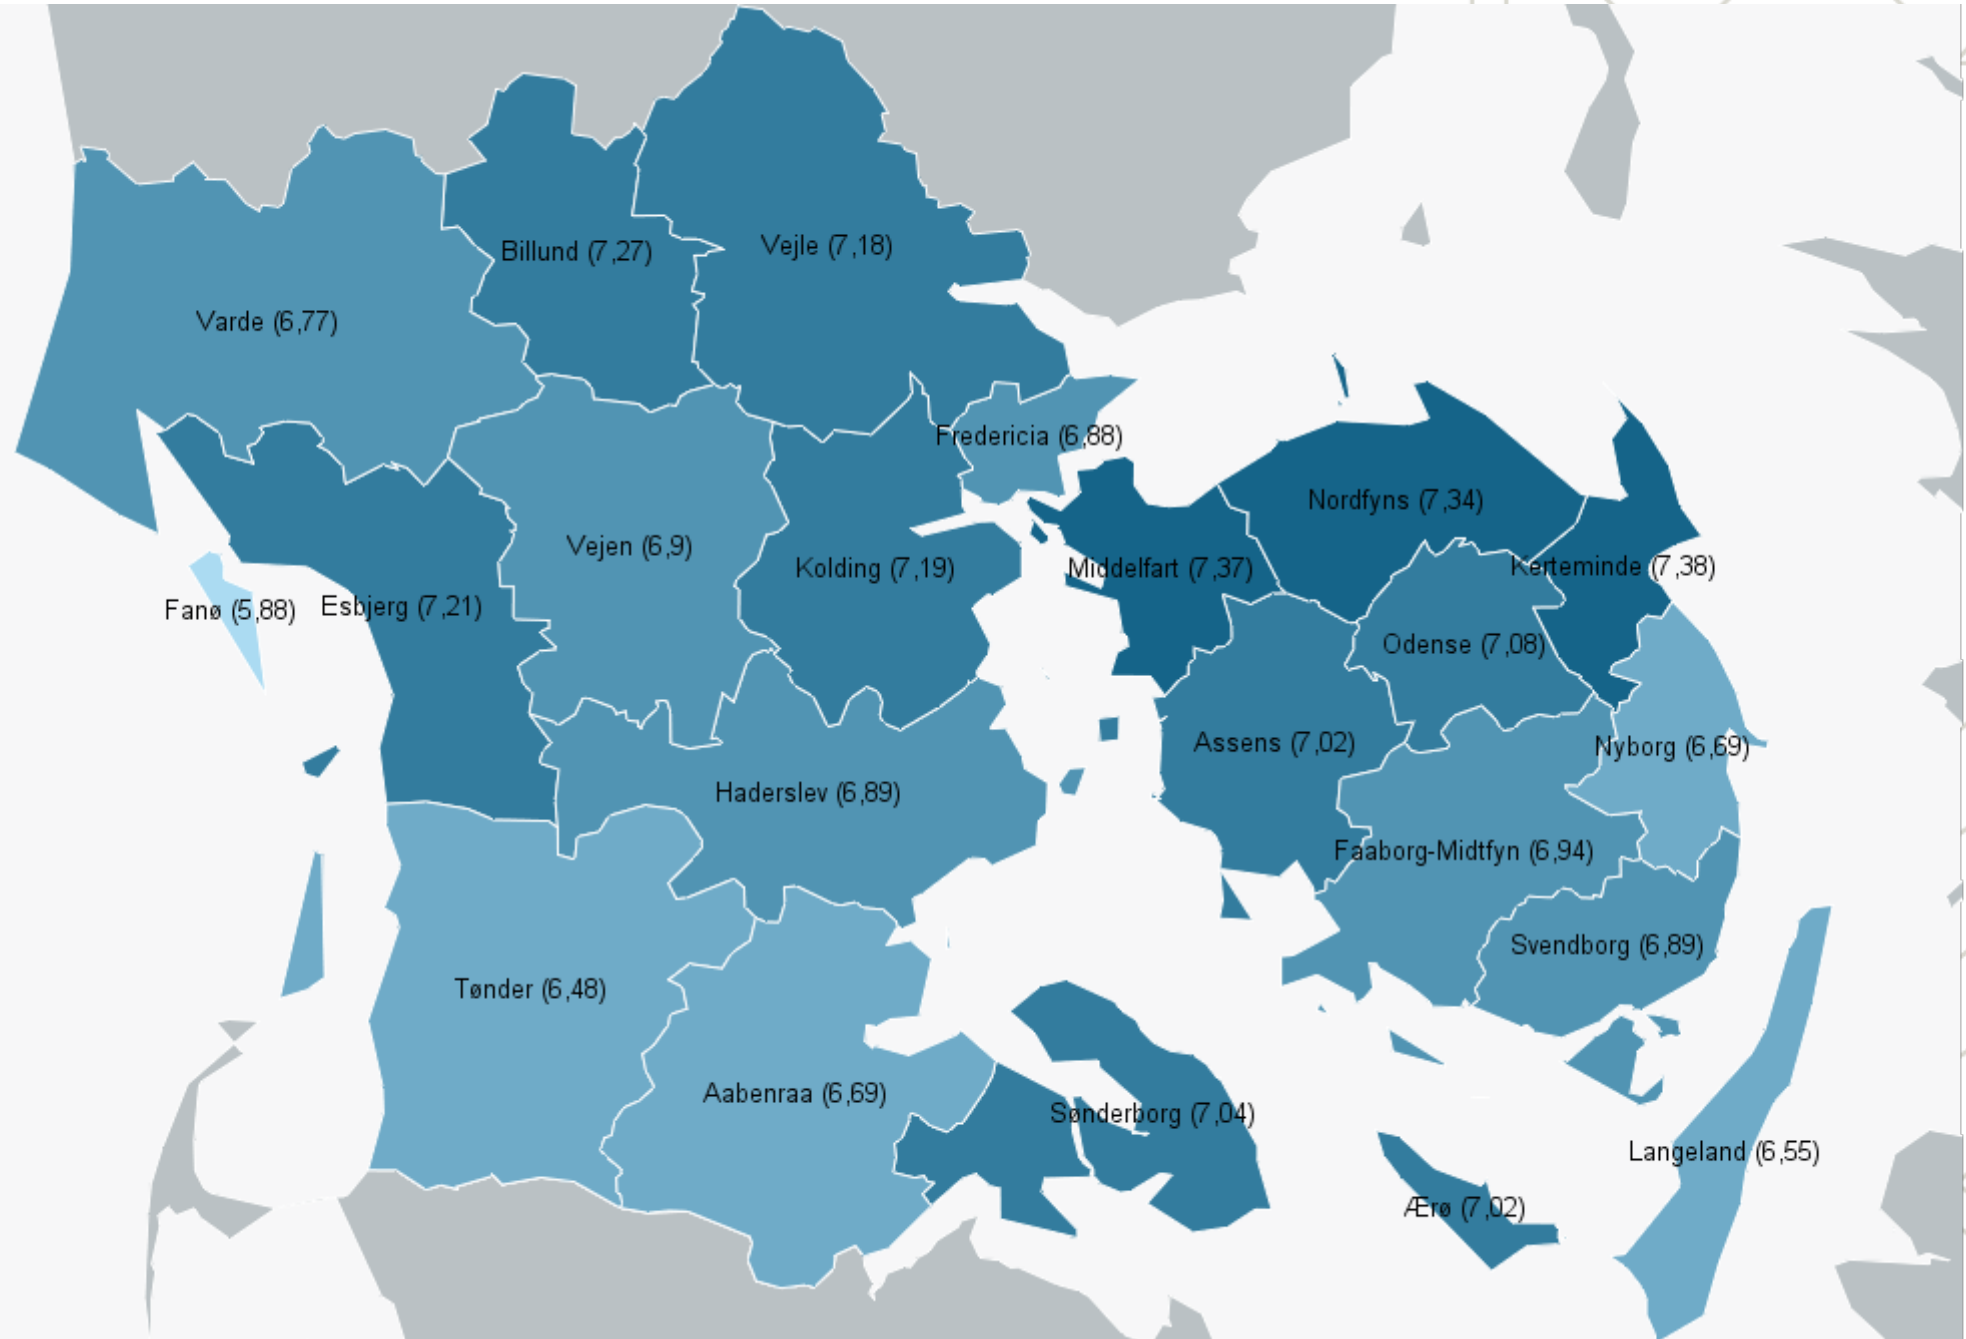 Billund (7,27)
Vejle (7,18)
Varde (6,77)
Fredericia (6,88)
Nordfyns (7,34)
Vejen (6,9)
Kolding (7,19)
Middelfart (7,37)
Kerteminde (7,38)
Fanø (5,88)
Esbjerg (7,21)
Odense (7,08)
Assens (7,02)
Nyborg (6,69)
Haderslev (6,89)
Faaborg-Midtfyn (6,94)
Svendborg (6,89)
Tønder (6,48)
Aabenraa (6,69)
Sønderborg (7,04)
Langeland (6,55)
Ærø (7,02)